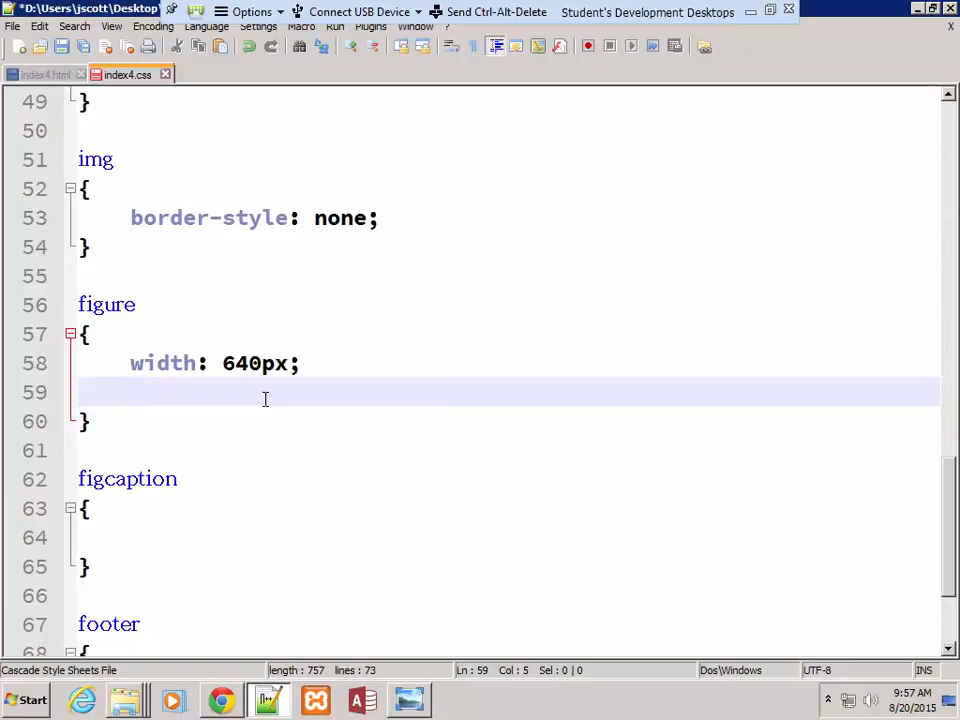 *D:\Users\jscott\Desktop\
Options
Connect USB Device
Send Ctrl-Alt-Delete
Student's Development Desktops
File Edit Search View Encoding Language Settings Macro Run Plugins Window ? X
index4.html
index4.css
49 }
50
51 img
52 {
53 border-style: none;
54 }
55
56 figure
57 {
58 width: 640px;
59
60 }
61
62 figcaption
63 {
64
65 }
66
67 footer
68 {
Cascade Style Sheets File length : 757 lines : 73 Ln : 59 Col : 5 Sel : 0 | 0 Dos\Windows UTF-8 INS
Start
9:57 AM
8/20/2015